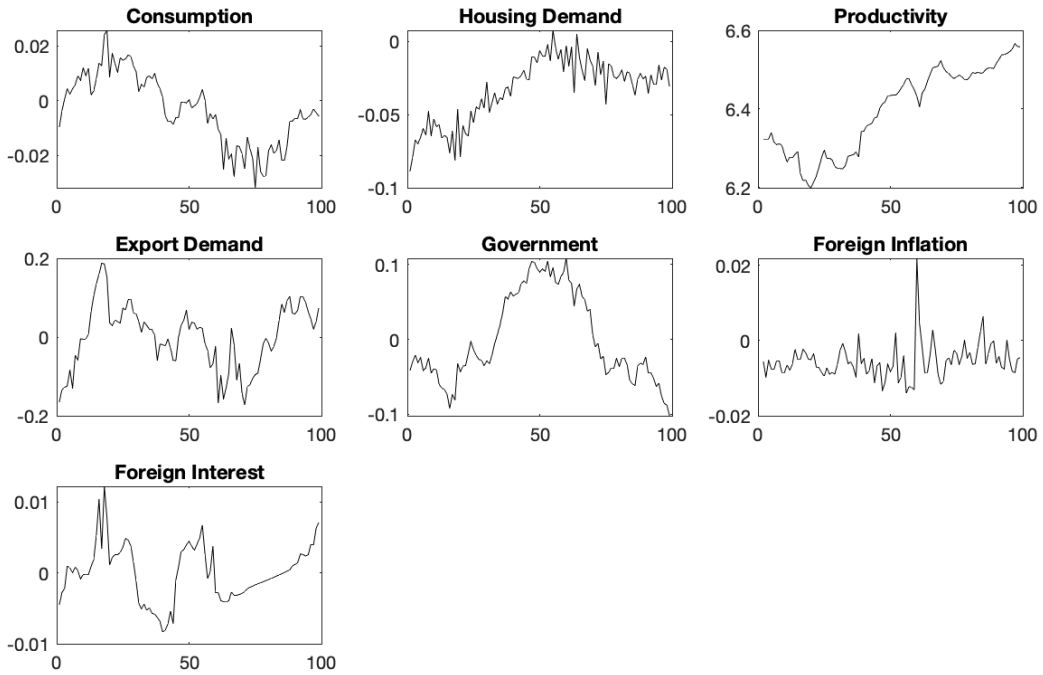 Consumption
0.02
0
-0.02
0 50 100
Housing Demand
0
-0.05
-0.1
0 50 100
Productivity
6.6
6.4
6.2
0 50 100
Export Demand
0.2
0
-0.2
0 50 100
Government
0.1
0
-0.1
0 50 100
Foreign Inflation
0.02
0
-0.02
0 50 100
Foreign Interest
0.01
0
-0.01
0 50 100